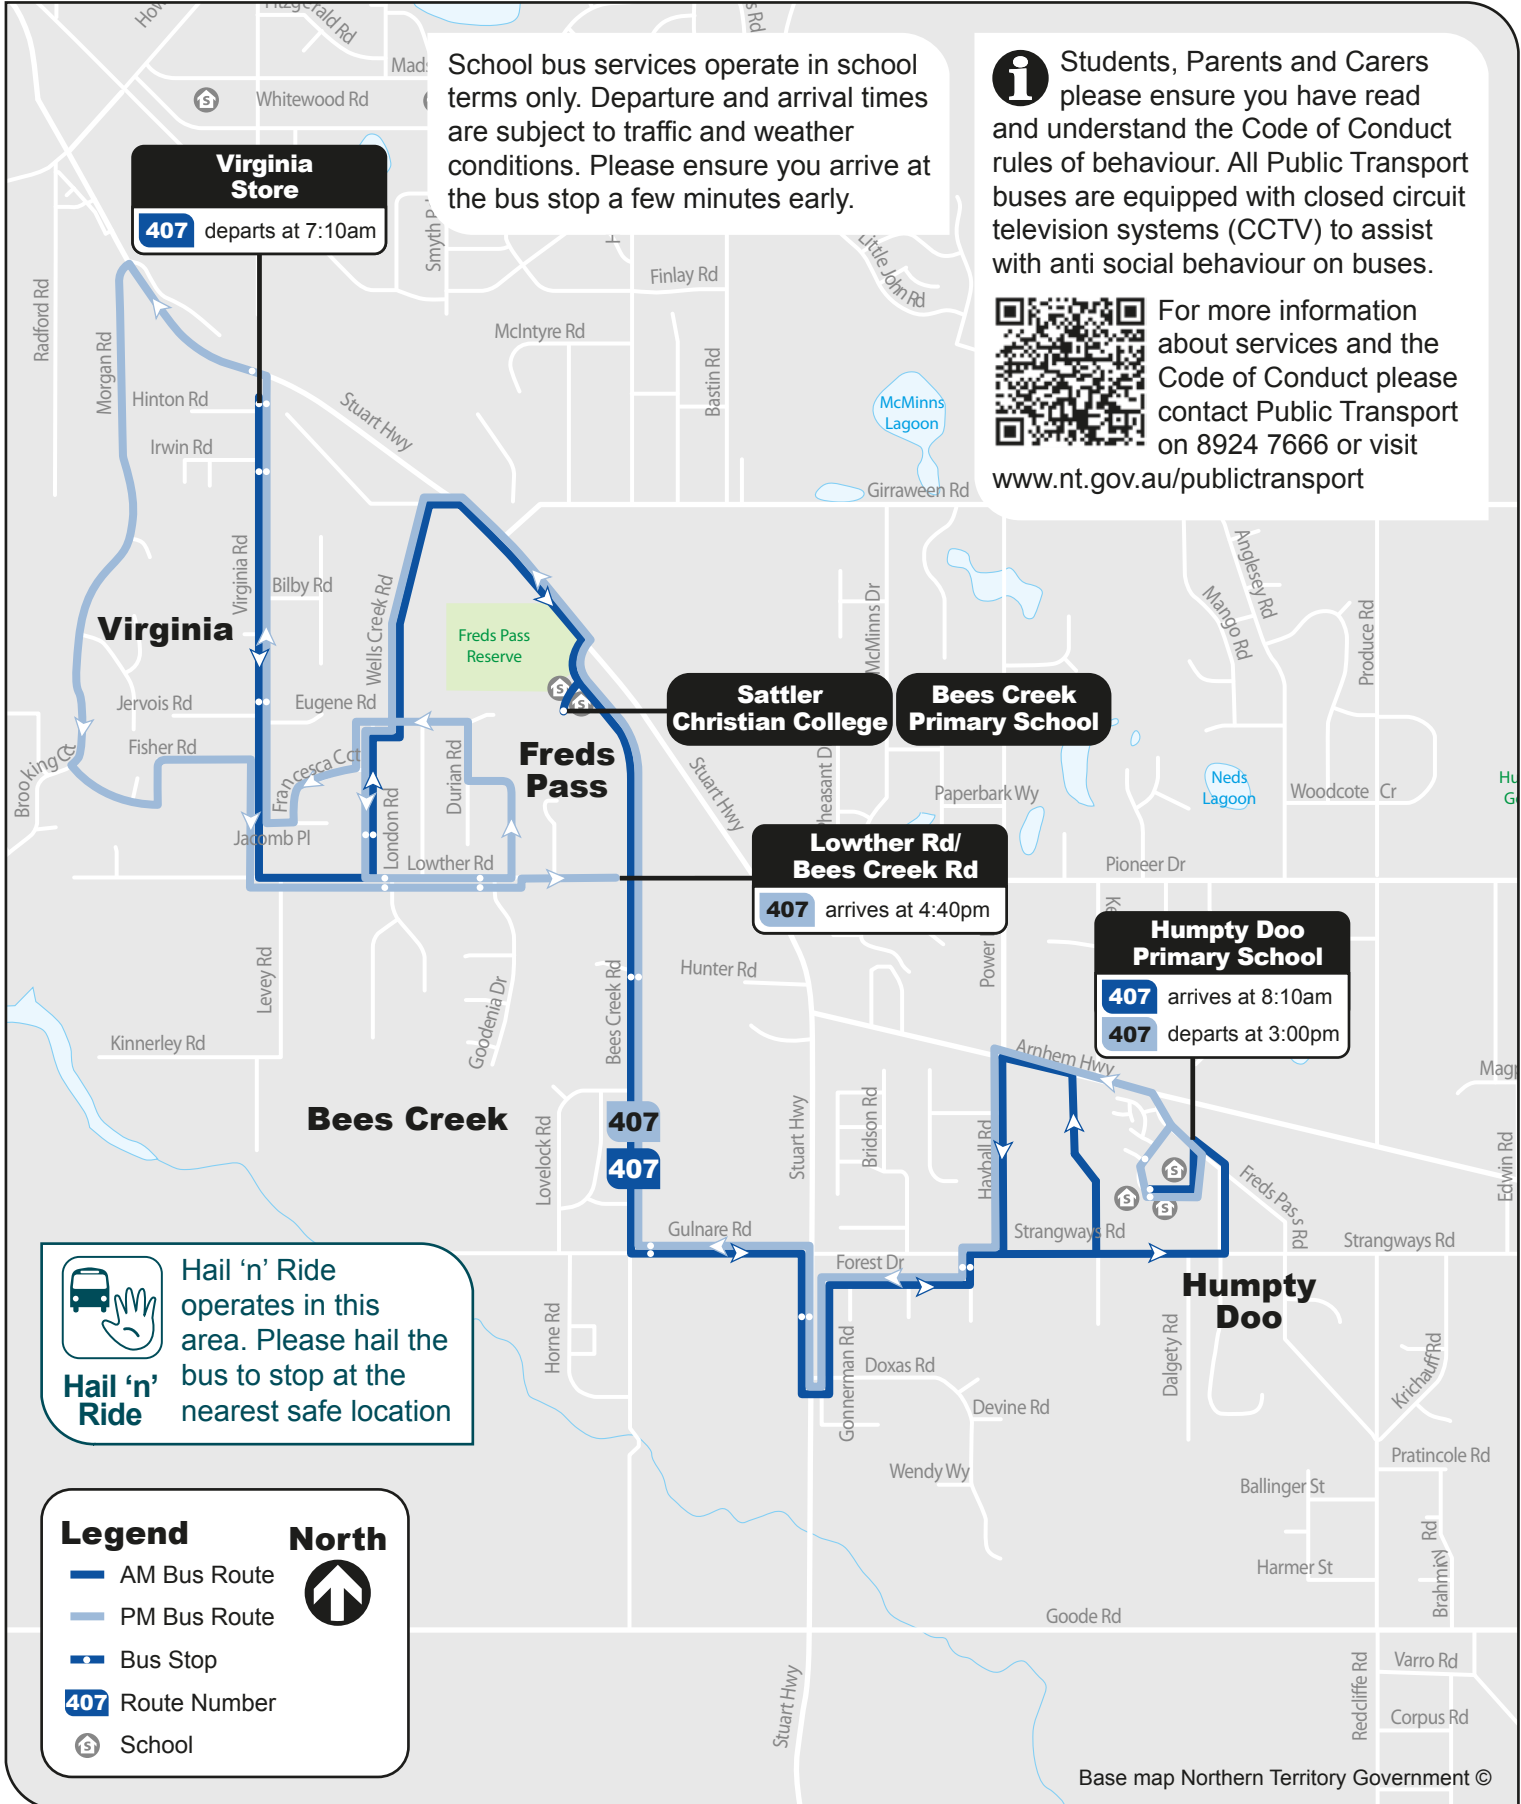 Fitzgerald Rd
Whitewood Rd
School bus services operate in school
terms only. Departure and arrival times
are subject to traffic and weather
conditions. Please ensure you arrive at
the bus stop a few minutes early.
Students, Parents and Carers
please ensure you have read
and understand the Code of Conduct
rules of behaviour. All Public Transport
buses are equipped with closed circuit
television systems (CCTV) to assist
with anti social behaviour on buses.
For more information
about services and the
Code of Conduct please
contact Public Transport
on 8924 7666 or visit
www.nt.gov.au/publictransport
Virginia
Store
407 departs at 7:10am
Radford Rd
Morgan Rd
Hinton Rd
Irwin Rd
Virginia Rd
Bilby Rd
Virginia
Jervois Rd
Fisher Rd
Brooking Cct
Eugene Rd
Francesca Cct
Jacomb Pl
Wells Creek Rd
London Rd
Durian Rd
Lowther Rd
Finlay Rd
McIntyre Rd
Bastin Rd
Little John Rd
Stuart Hwy
McMinns
Lagoon
Girraween Rd
Freds Pass
Reserve
McMinns Dr
Anglesey Rd
Mango Rd
Produce Rd
Sattler
Christian College
Bees Creek
Primary School
Freds
Pass
Stuart Hwy
Paperbark Wy
Neds
Lagoon
Woodcote Cr
Lowther Rd/
Bees Creek Rd
407 arrives at 4:40pm
Pioneer Dr
Humpty Doo
Primary School
407 arrives at 8:10am
407 departs at 3:00pm
Levey Rd
Goodenia Dr
Bees Creek Rd
Hunter Rd
Power
Kinnerley Rd
Arnhem Hwy
Bees Creek
407
407
Lovelock Rd
Stuart Hwy
Bridson Rd
Hayball Rd
Freds Pass Rd
Edwin Rd
Gulnare Rd
Strangways Rd
Strangways Rd
Forest Dr
Humpty
Doo
Hail ‘n’ Ride
operates in this
area. Please hail the
bus to stop at the
nearest safe location
Hail ‘n’
Ride
Horne Rd
Gonnerman Rd
Doxas Rd
Devine Rd
Dalgety Rd
Krichauff Rd
Wendy Wy
Pratincole Rd
Ballinger St
Harmer St
Brahminy Rd
Goode Rd
Stuart Hwy
Redcliffe Rd
Varro Rd
Corpus Rd
Legend
North
AM Bus Route
PM Bus Route
Bus Stop
407 Route Number
School
Base map Northern Territory Government ©